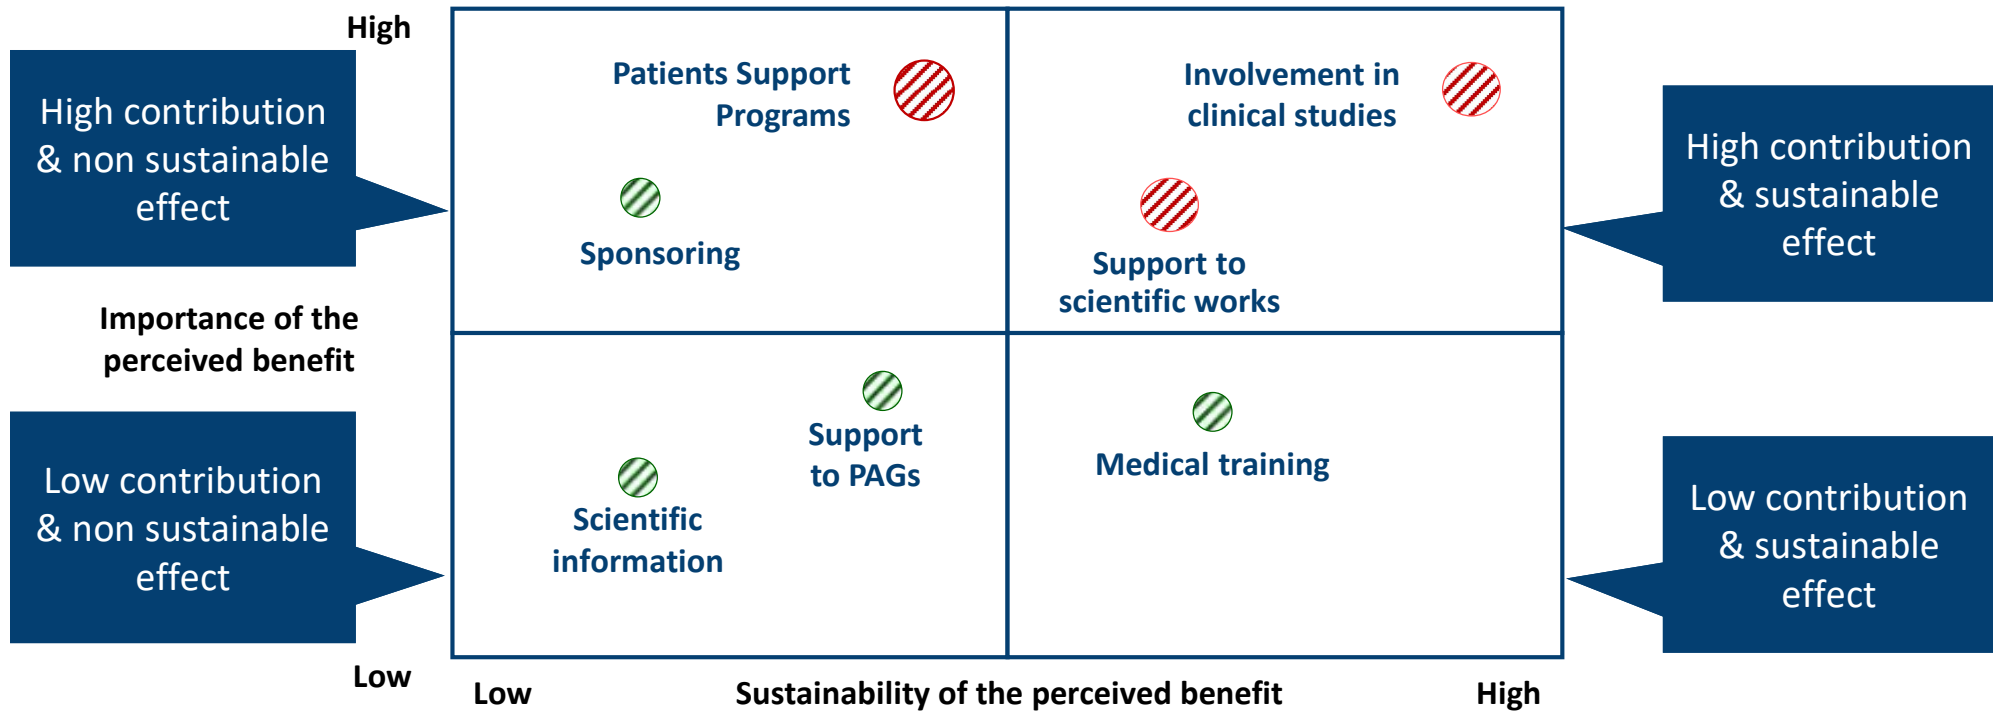 High
High contribution
& non sustainable
effect
Patients Support
Programs
Involvement in
clinical studies
High contribution
& sustainable
effect
Sponsoring
Support to
scientific works
Importance of the
perceived benefit
Low contribution
& non sustainable
effect
Support
to PAGs
Medical training
Scientific
information
Low contribution
& sustainable
effect
Low
Low
Sustainability of the perceived benefit
High